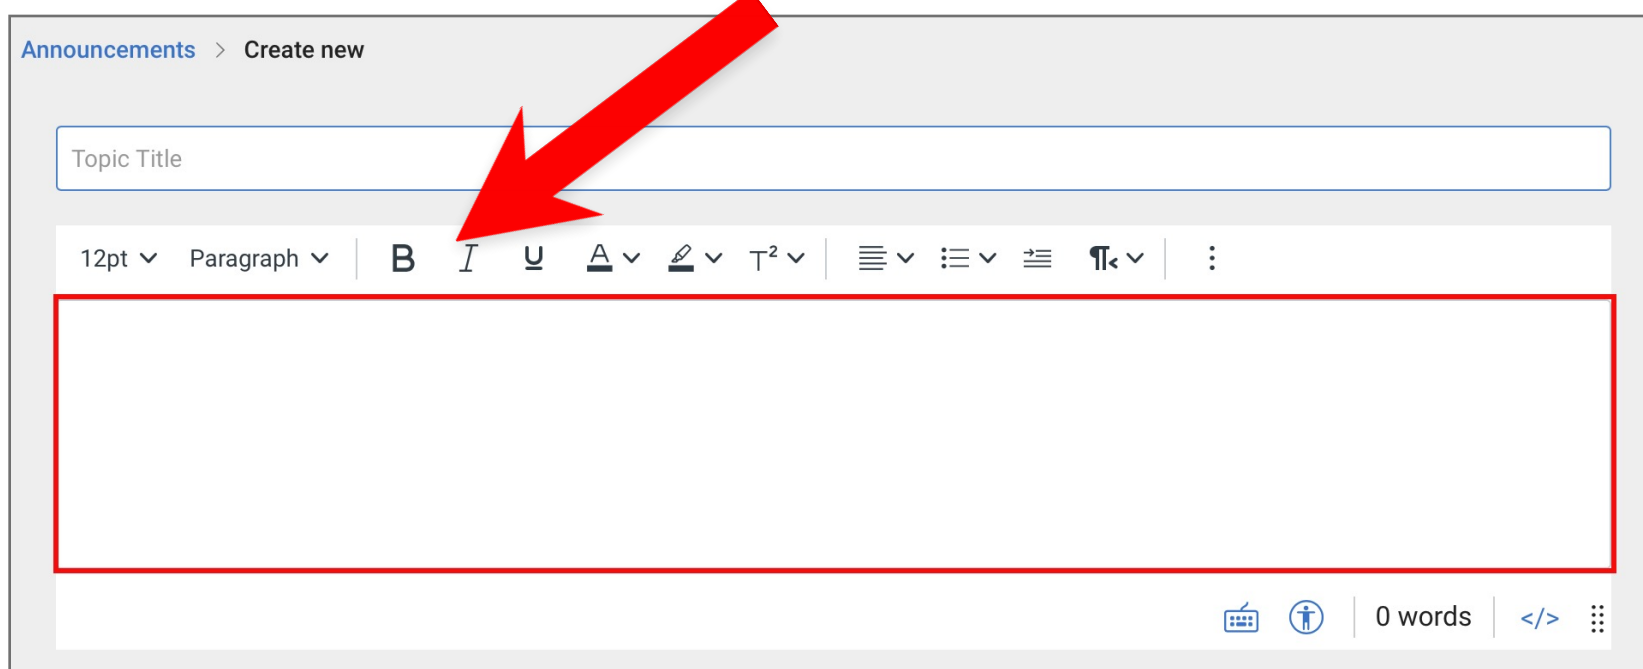 Announcements > Create new
Topic Title
12pt Paragraph B I U A T²
0 words </>